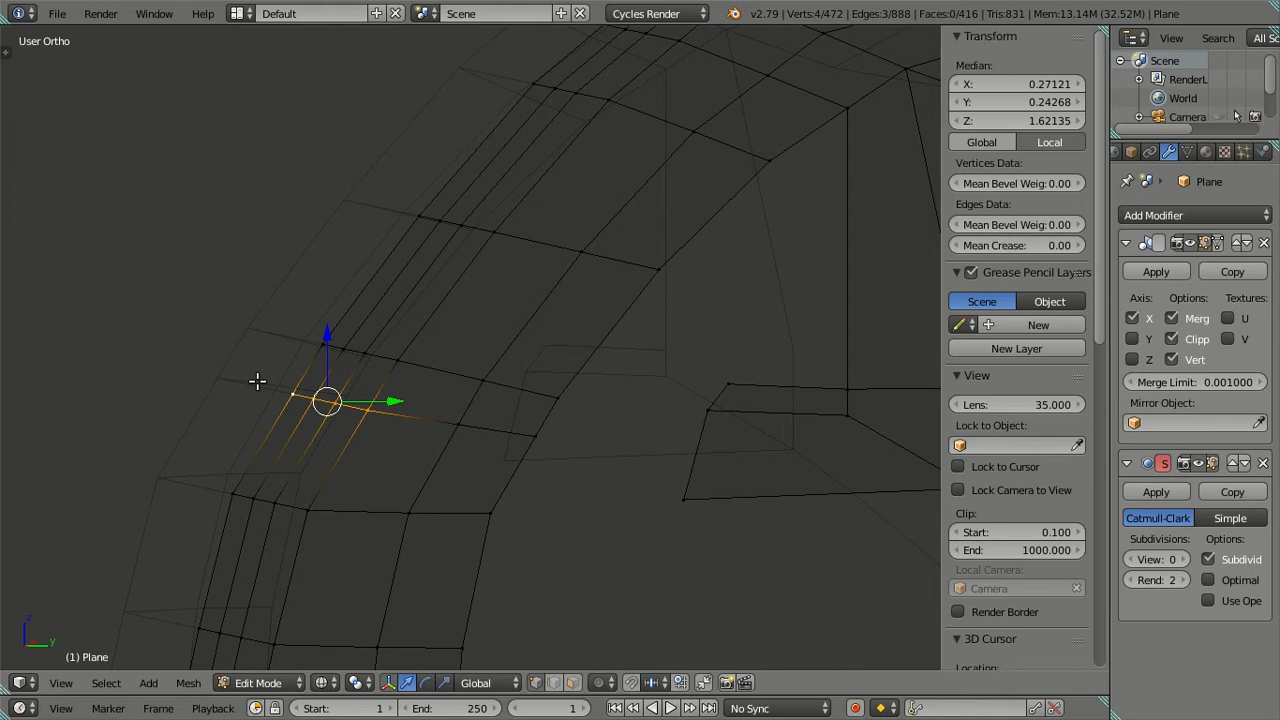 File Render Window Help Default Scene Cycles Render v2.79 | Verts:4/472 | Edges:3/888 | Faces:0/416 | Tris:831 | Mem:13.14M (32.52M) | Plane
User Ortho
Transform
Median:
X: 0.27121
Y: 0.24268
Z: 1.62135
Global Local
Vertices Data:
Mean Bevel Weig: 0.00
Edges Data:
Mean Bevel Weig: 0.00
Mean Crease: 0.00
Grease Pencil Layers
Scene Object
New
New Layer
View
Lens: 35.000
Lock to Object:
Lock to Cursor
Lock Camera to View
Clip:
Start: 0.100
End: 1000.000
Local Camera:
Camera
Render Border
3D Cursor
View Search All Sc
Scene
RenderL
World
Camera
Plane
Add Modifier
Apply Copy
Axis: Options: Textures:
X Merg U
Y Clipp V
Z Vert
Merge Limit: 0.001000
Mirror Object:
S
Apply Copy
Catmull-Clark Simple
Subdivisions: Options:
View: 0 Subdivid
Rend: 2 Optimal
Use Ope
z
y
(1) Plane
View Select Add Mesh Edit Mode Global
View Marker Frame Playback Start: 1 End: 250 1 No Sync